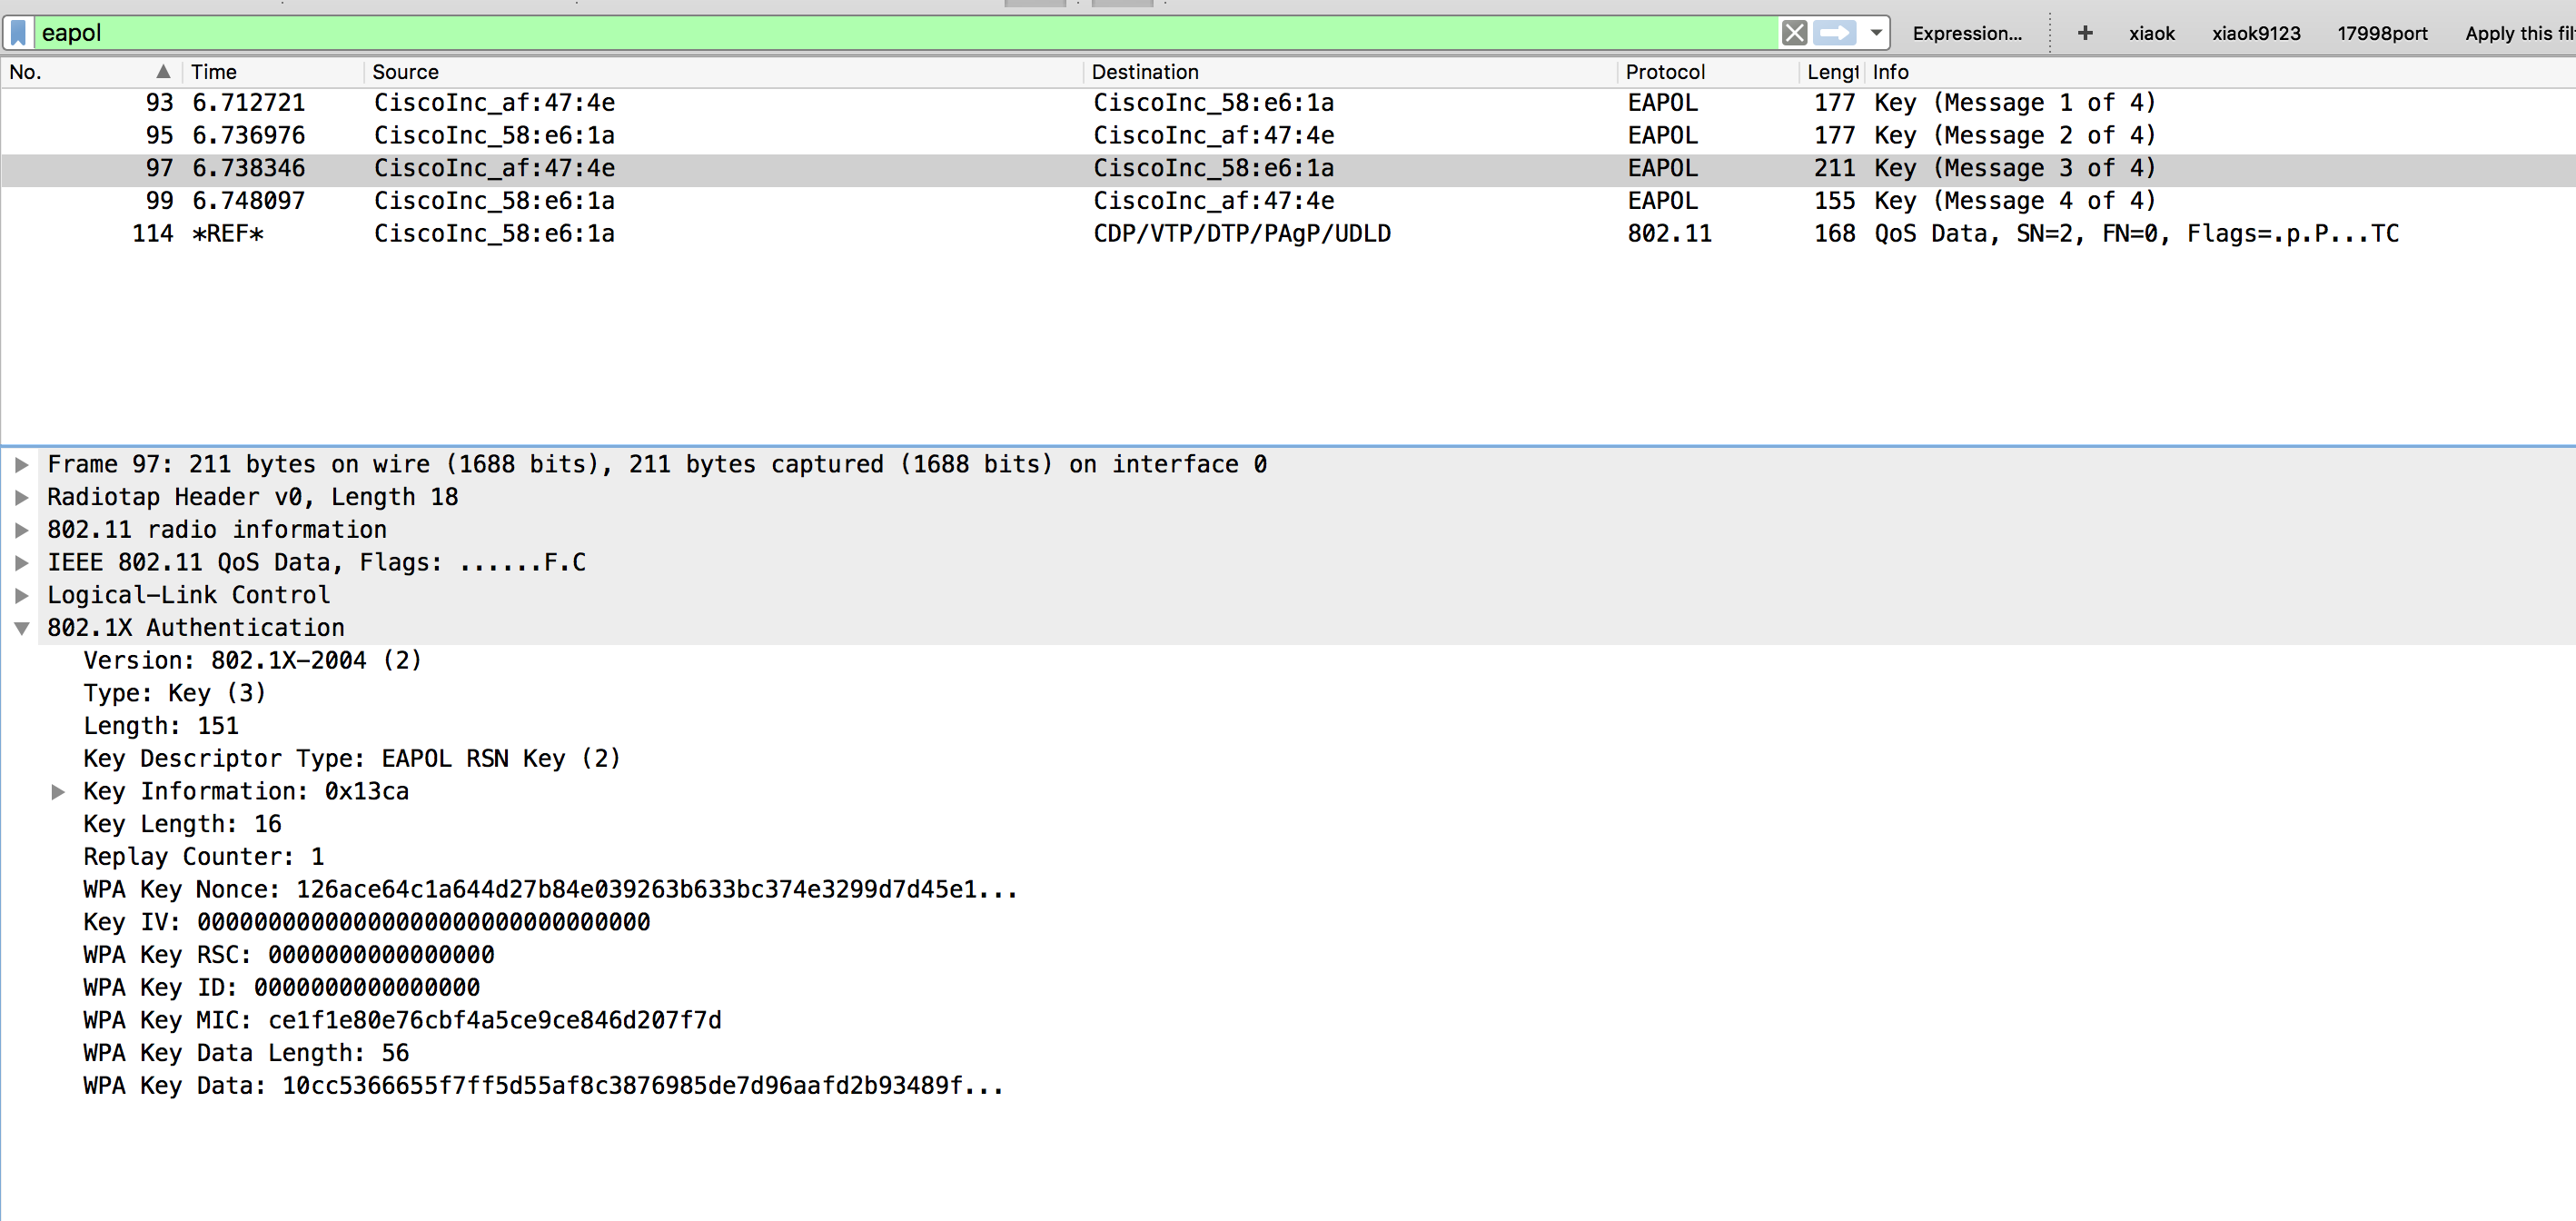 eapol Expression... + xiaok xiaok9123 17998port Apply this fil
No. Time Source Destination Protocol Lengt Info
93 6.712721 CiscoInc_af:47:4e CiscoInc_58:e6:1a EAPOL 177 Key (Message 1 of 4)
95 6.736976 CiscoInc_58:e6:1a CiscoInc_af:47:4e EAPOL 177 Key (Message 2 of 4)
97 6.738346 CiscoInc_af:47:4e CiscoInc_58:e6:1a EAPOL 211 Key (Message 3 of 4)
99 6.748097 CiscoInc_58:e6:1a CiscoInc_af:47:4e EAPOL 155 Key (Message 4 of 4)
114 *REF* CiscoInc_58:e6:1a CDP/VTP/DTP/PAgP/UDLD 802.11 168 QoS Data, SN=2, FN=0, Flags=.p.P...TC
Frame 97: 211 bytes on wire (1688 bits), 211 bytes captured (1688 bits) on interface 0
Radiotap Header v0, Length 18
802.11 radio information
IEEE 802.11 QoS Data, Flags: ......F.C
Logical-Link Control
802.1X Authentication
Version: 802.1X-2004 (2)
Type: Key (3)
Length: 151
Key Descriptor Type: EAPOL RSN Key (2)
Key Information: 0x13ca
Key Length: 16
Replay Counter: 1
WPA Key Nonce: 126ace64c1a644d27b84e039263b633bc374e3299d7d45e1...
Key IV: 00000000000000000000000000000000
WPA Key RSC: 0000000000000000
WPA Key ID: 0000000000000000
WPA Key MIC: ce1f1e80e76cbf4a5ce9ce846d207f7d
WPA Key Data Length: 56
WPA Key Data: 10cc5366655f7ff5d55af8c3876985de7d96aafd2b93489f...